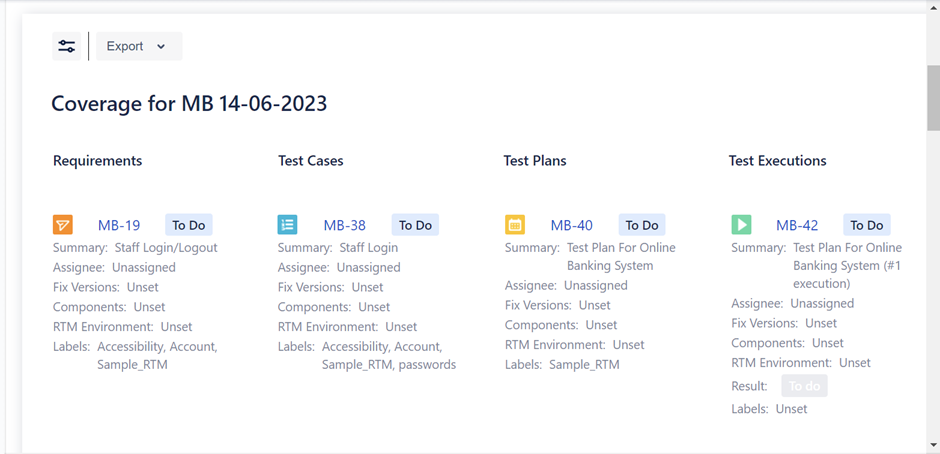 Export
Coverage for MB 14-06-2023
Requirements
Test Cases
Test Plans
Test Executions
MB-19 To Do
Summary: Staff Login/Logout
Assignee: Unassigned
Fix Versions: Unset
Components: Unset
RTM Environment: Unset
Labels: Accessibility, Account,
Sample_RTM
MB-38 To Do
Summary: Staff Login
Assignee: Unassigned
Fix Versions: Unset
Components: Unset
RTM Environment: Unset
Labels: Accessibility, Account,
Sample_RTM, passwords
MB-40 To Do
Summary: Test Plan For Online
Banking System
Assignee: Unassigned
Fix Versions: Unset
Components: Unset
RTM Environment: Unset
Labels: Sample_RTM
MB-42 To Do
Summary: Test Plan For Online
Banking System (#1
execution)
Assignee: Unassigned
Fix Versions: Unset
Components: Unset
RTM Environment: Unset
Result: To do
Labels: Unset